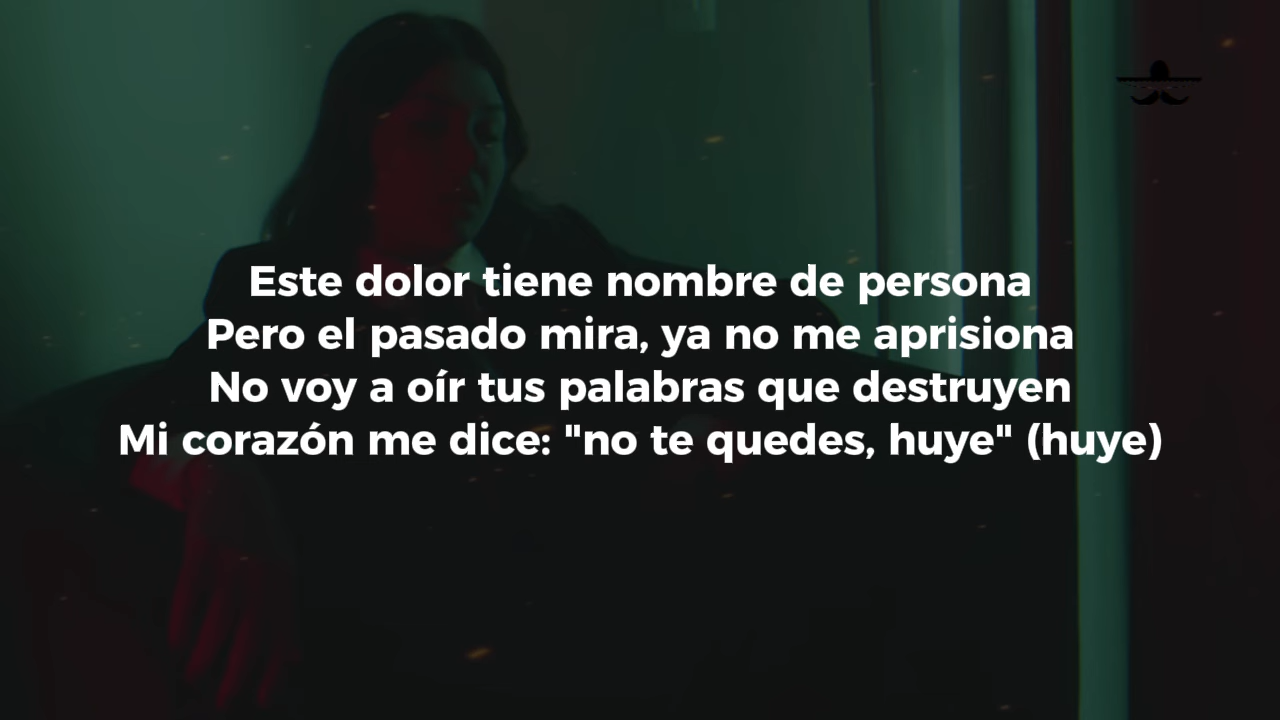 Este dolor tiene nombre de persona
Pero el pasado mira, ya no me aprisiona
No voy a oír tus palabras que destruyen
Mi corazón me dice: "no te quedes, huye" (huye)